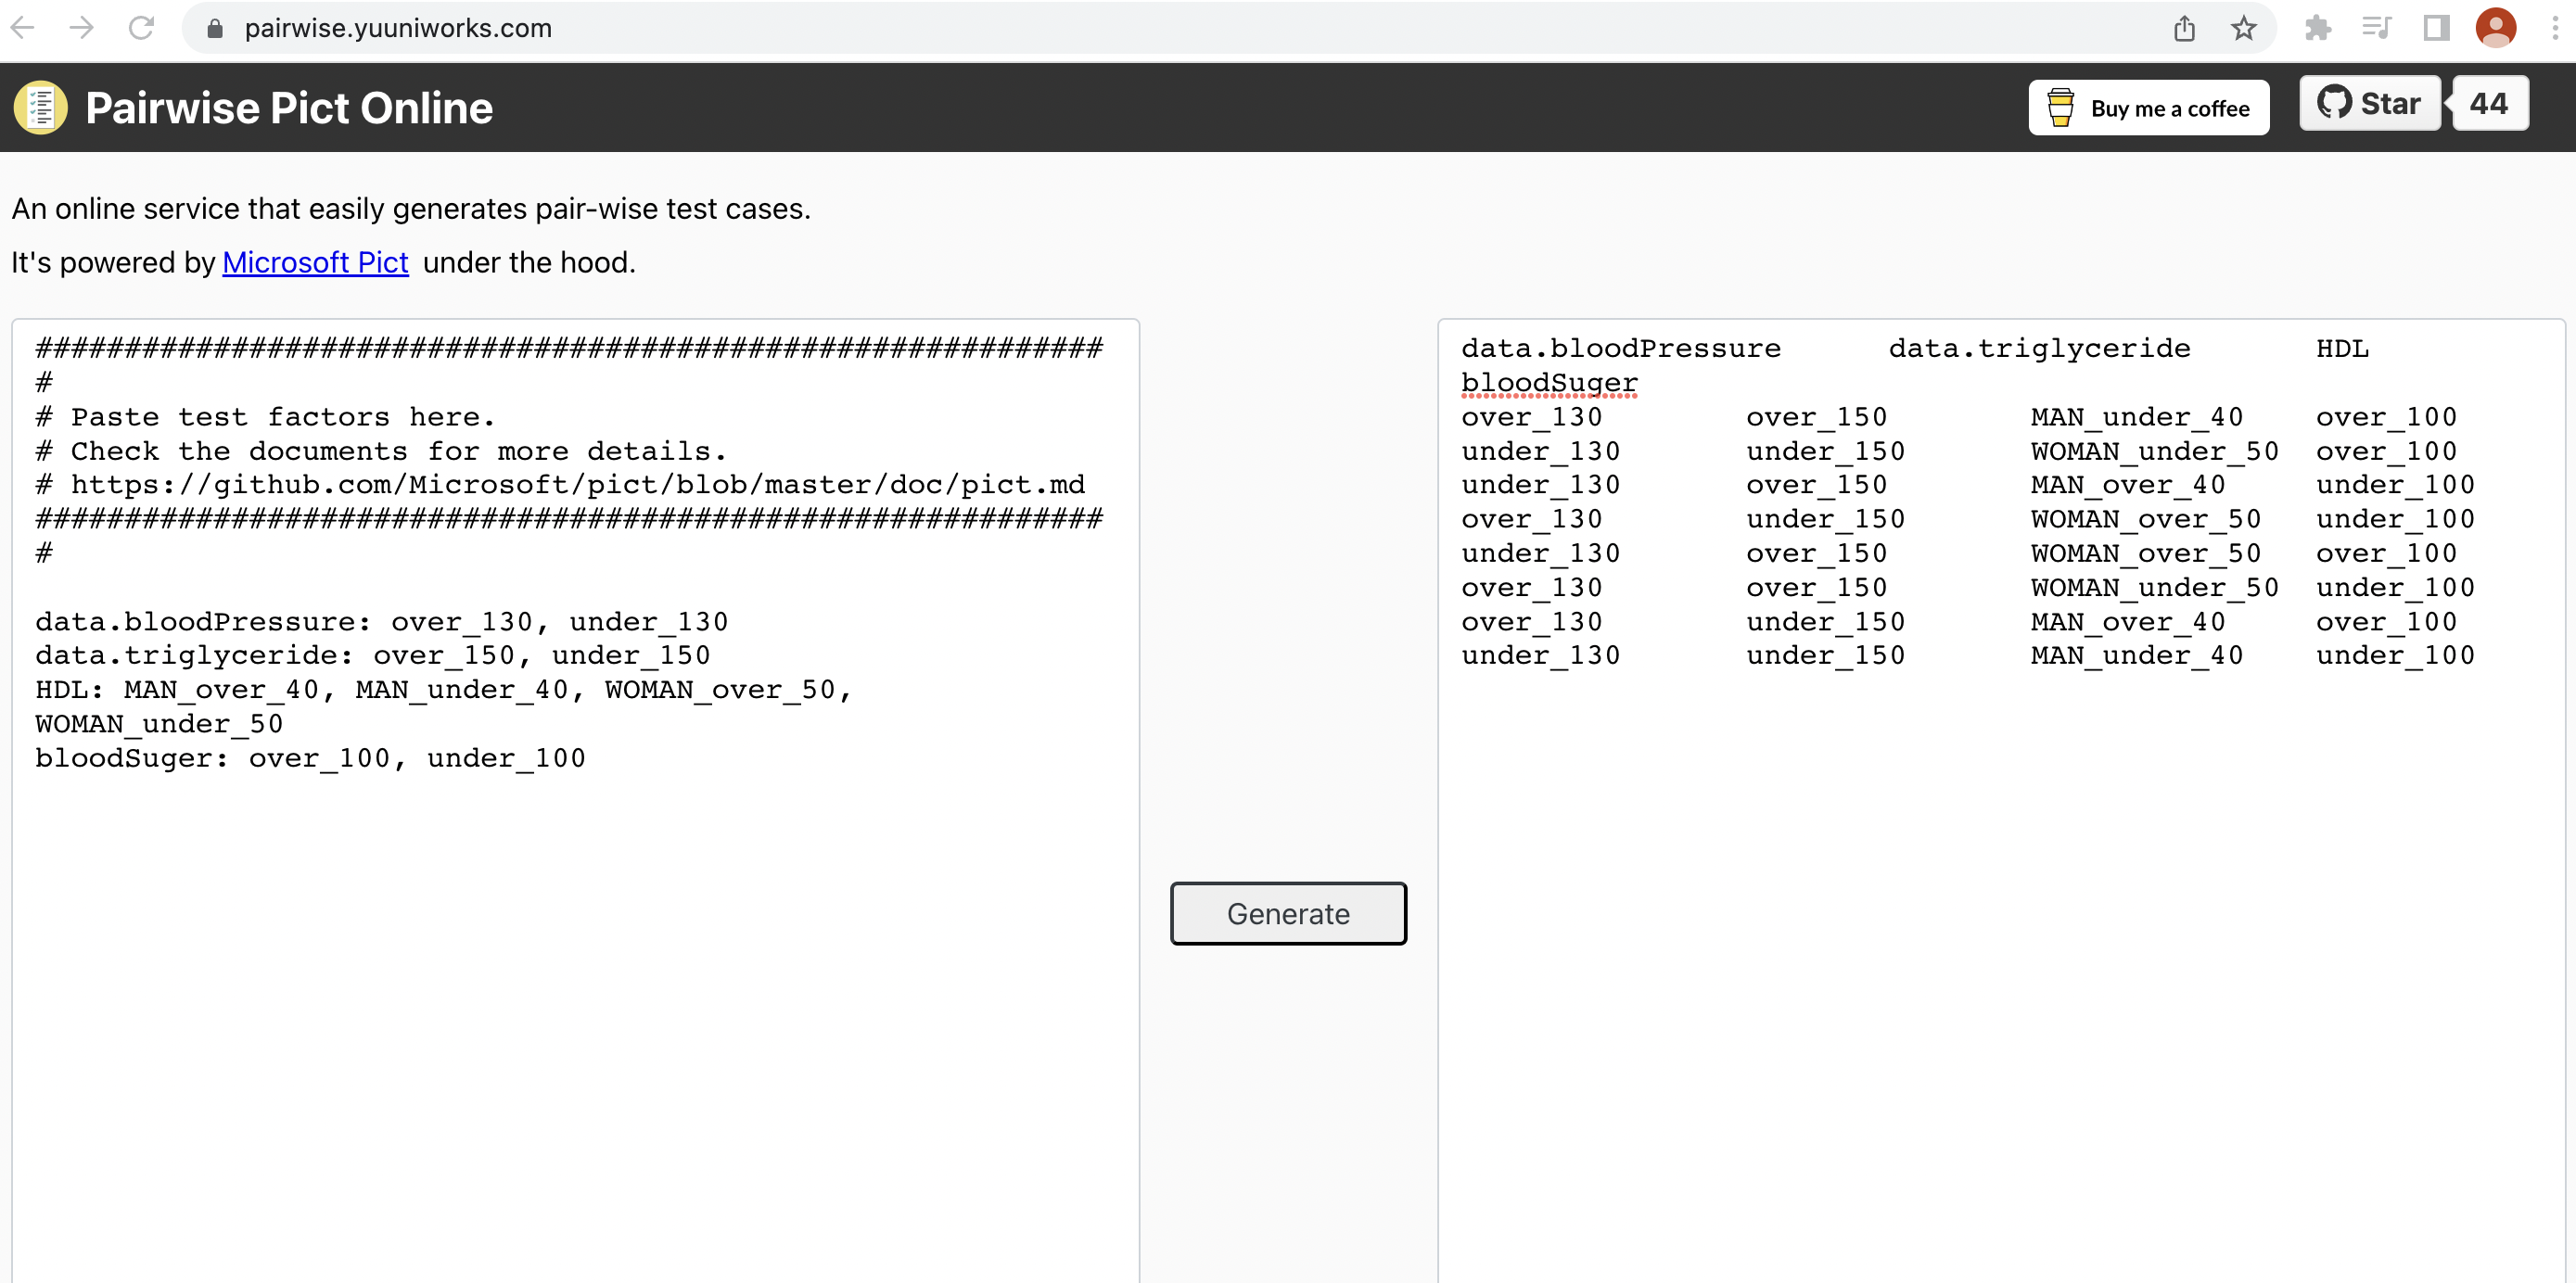 pairwise.yuuniworks.com
Pairwise Pict Online
Buy me a coffee
Star
44
An online service that easily generates pair-wise test cases.
It's powered by Microsoft Pict under the hood.
############################################################
#
# Paste test factors here.
# Check the documents for more details.
# https://github.com/Microsoft/pict/blob/master/doc/pict.md
############################################################
#
data.bloodPressure: over_130, under_130
data.triglyceride: over_150, under_150
HDL: MAN_over_40, MAN_under_40, WOMAN_over_50,
WOMAN_under_50
bloodSuger: over_100, under_100
Generate
data.bloodPressure data.triglyceride HDL
bloodSuger
over_130 over_150 MAN_under_40 over_100
under_130 under_150 WOMAN_under_50 over_100
under_130 over_150 MAN_over_40 under_100
over_130 under_150 WOMAN_over_50 under_100
under_130 over_150 WOMAN_over_50 over_100
over_130 over_150 WOMAN_under_50 under_100
over_130 under_150 MAN_over_40 over_100
under_130 under_150 MAN_under_40 under_100